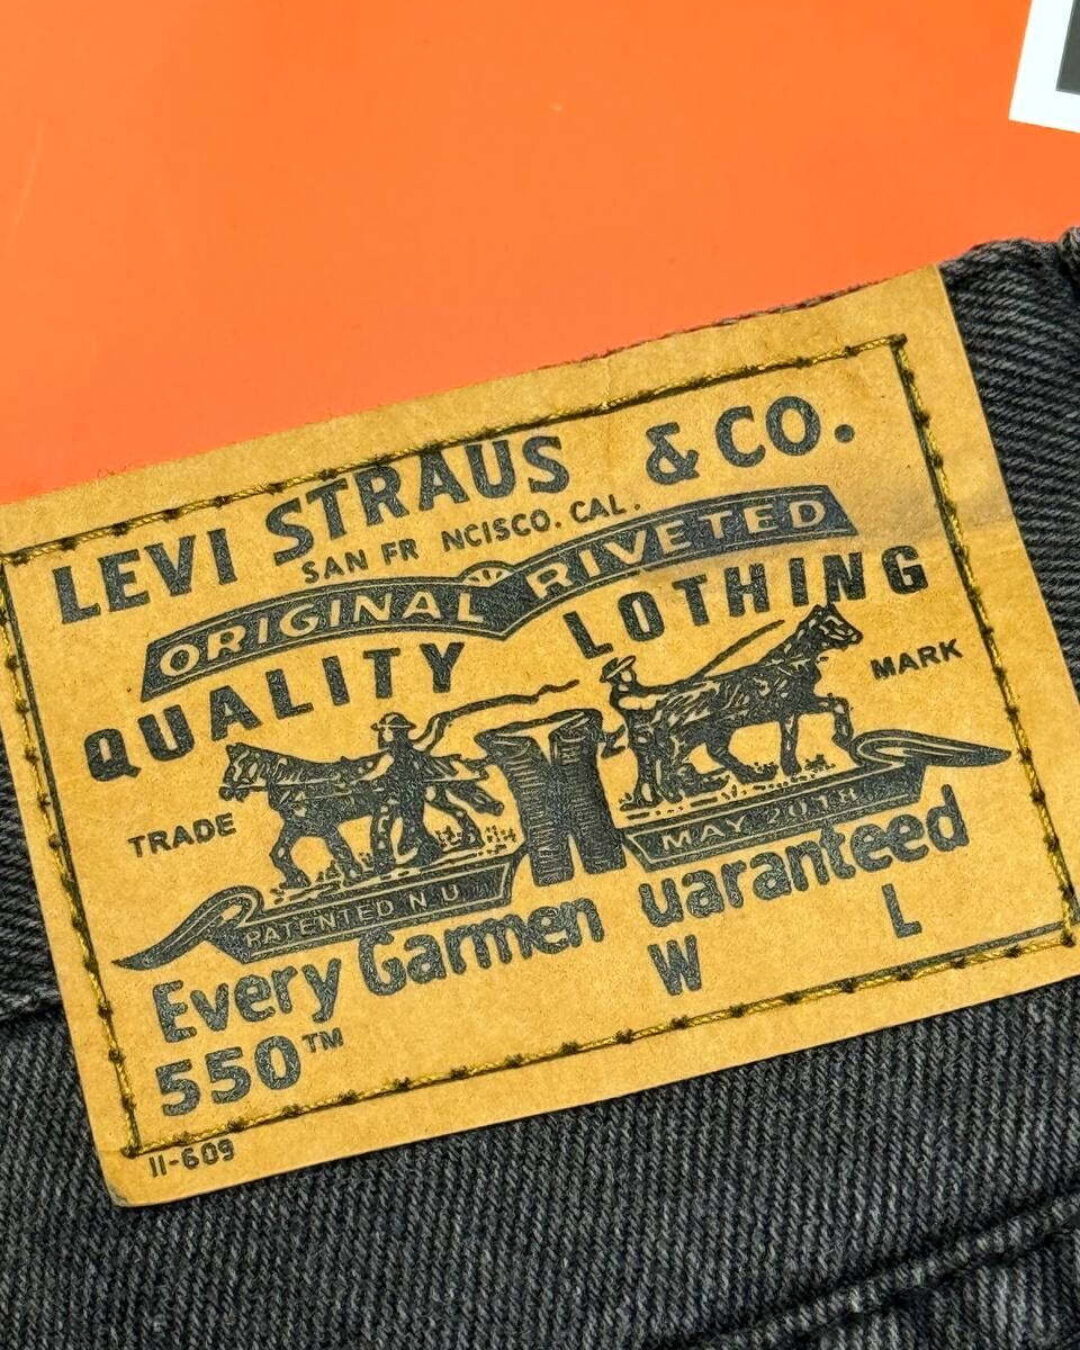 LEVI STRAUS & CO.
SAN FR NCISCO. CAL.
ORIGINAL RIVETED
QUALITY LOTHING
TRADE MARK
PATENTED N U
MAY 2018
Every Garmen uaranteed
W L
550™
11-609